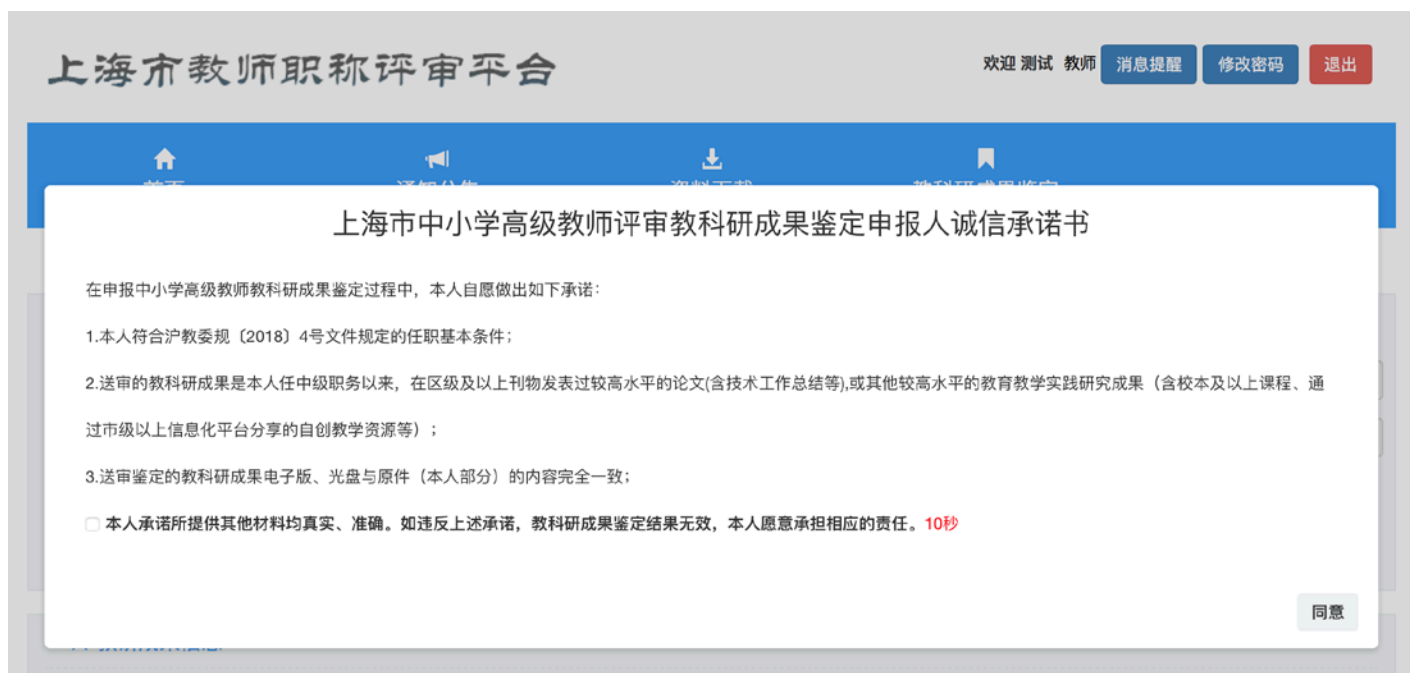 上海市教师职称评审平台
欢迎 测试 教师 消息提醒 修改密码 退出
上海市中小学高级教师评审教科研成果鉴定申报人诚信承诺书
在申报中小学高级教师教科研成果鉴定过程中，本人自愿做出如下承诺：
1.本人符合沪教委规〔2018〕4号文件规定的任职基本条件；
2.送审的教科研成果是本人任中级职务以来，在区级及以上刊物发表过较高水平的论文(含技术工作总结等),或其他较高水平的教育教学实践研究成果（含校本及以上课程、通
过市级以上信息化平台分享的自创教学资源等）；
3.送审鉴定的教科研成果电子版、光盘与原件（本人部分）的内容完全一致；
本人承诺所提供其他材料均真实、准确。如违反上述承诺，教科研成果鉴定结果无效，本人愿意承担相应的责任。10秒
同意